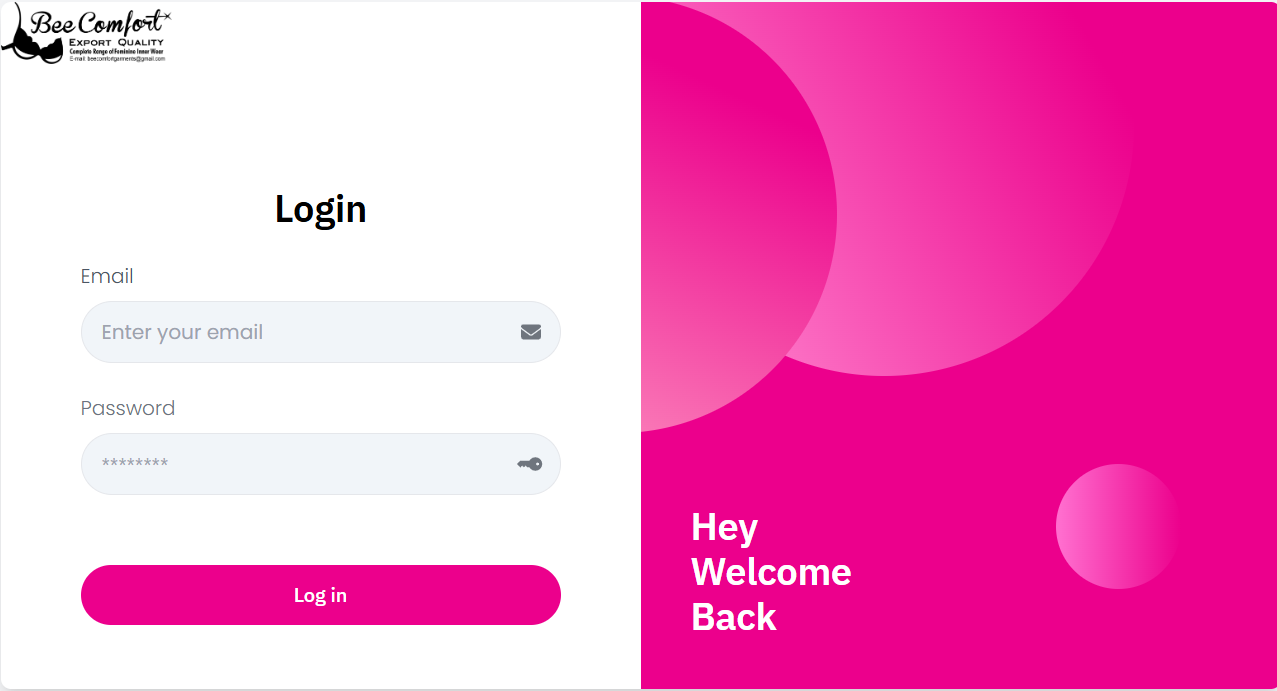 Bee Comfort
EXPORT QUALITY
Complete Range of Feminine Inner Wear
E-mail: beecomfortgarments@gmail.com
Login
Email
Enter your email
Password
********
Log in
Hey
Welcome
Back